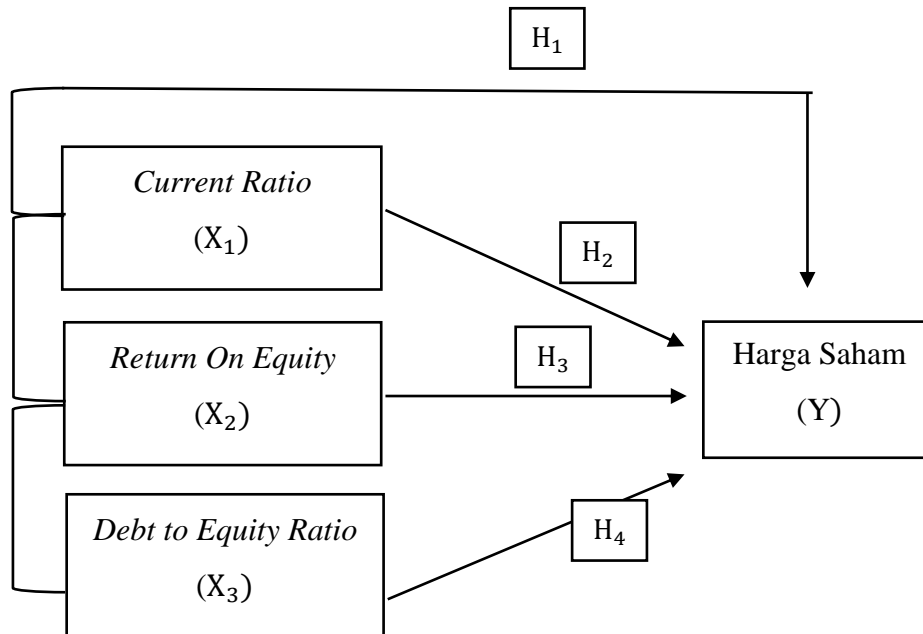 H₁
Current Ratio
(X₁)
H₂
Return On Equity
(X₂)
H₃
Harga Saham
(Y)
Debt to Equity Ratio
(X₃)
H₄